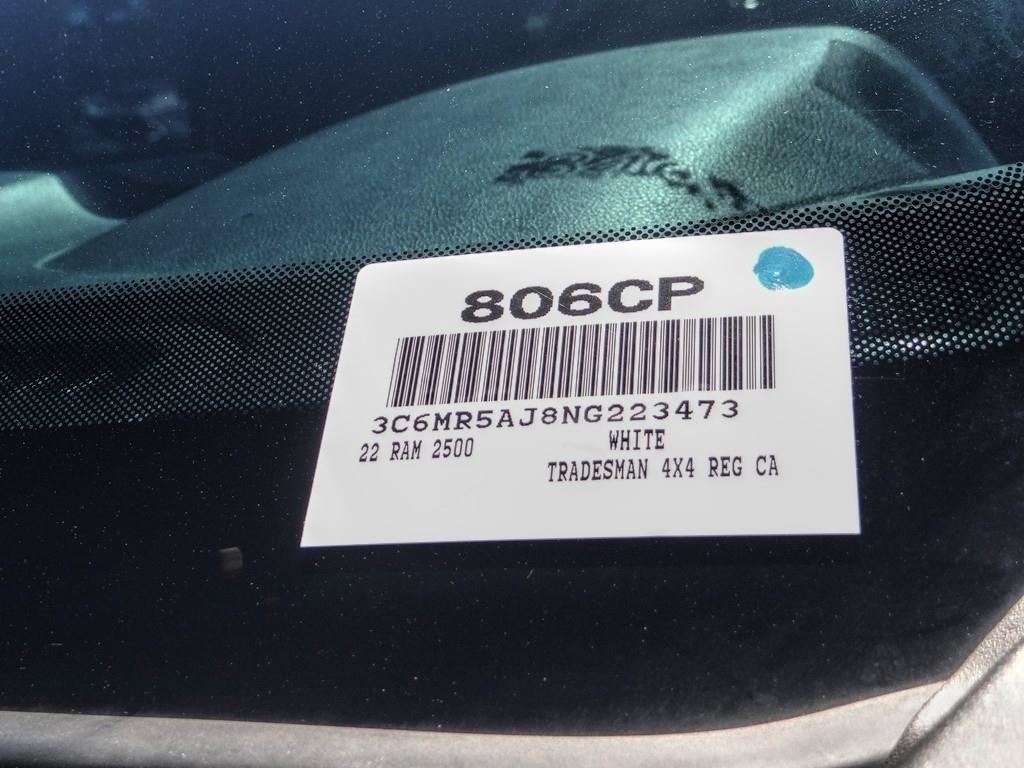 806CP
3C6MR5AJ8NG223473
22 RAM 2500 WHITE
TRADESMAN 4X4 REG CA